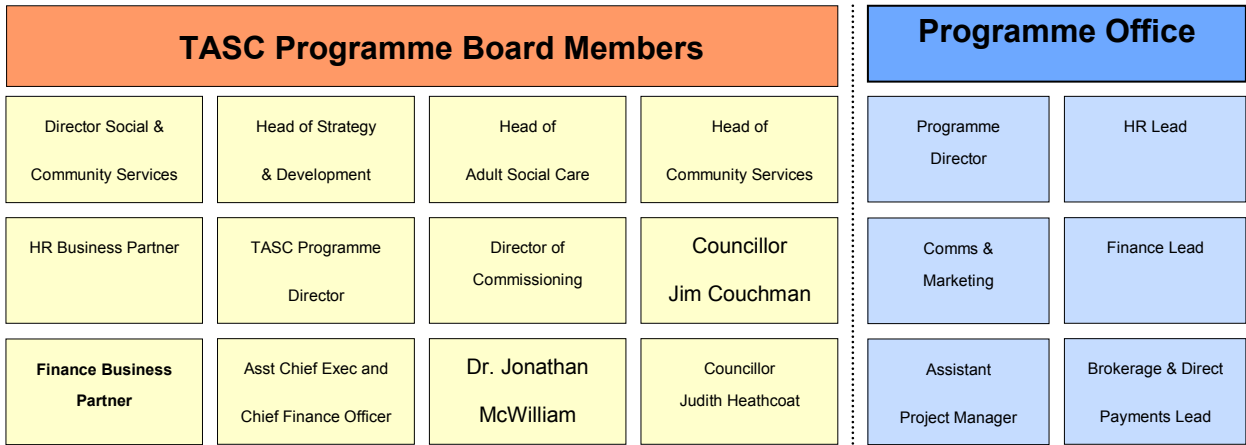 TASC Programme Board Members
Director Social &
Community Services
Head of Strategy
& Development
Head of
Adult Social Care
Head of
Community Services
HR Business Partner
TASC Programme
Director
Director of
Commissioning
Councillor
Jim Couchman
Finance Business
Partner
Asst Chief Exec and
Chief Finance Officer
Dr. Jonathan
McWilliam
Councillor
Judith Heathcoat
Programme Office
Programme
Director
HR Lead
Comms &
Marketing
Finance Lead
Assistant
Project Manager
Brokerage & Direct
Payments Lead